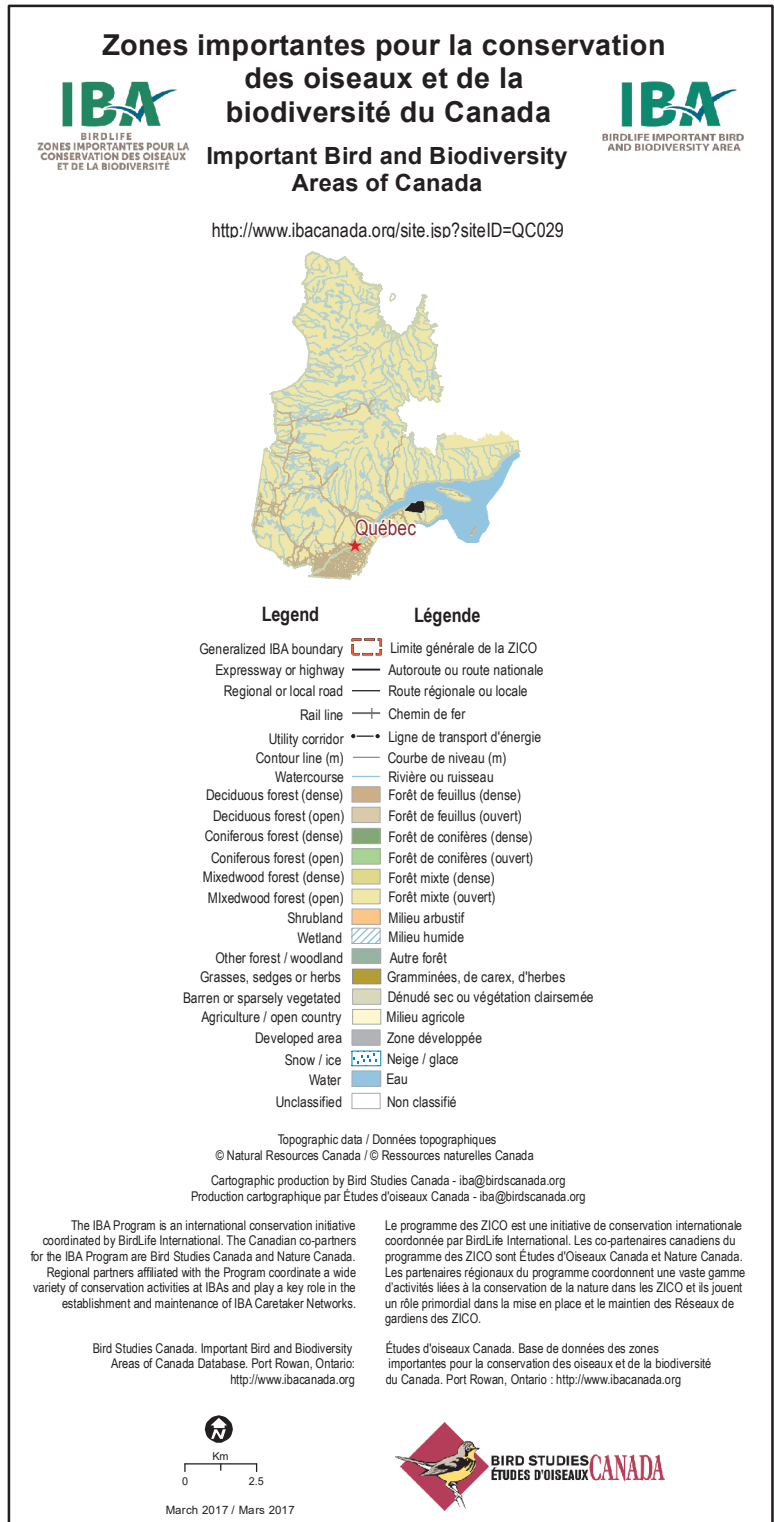 Zones importantes pour la conservation
des oiseaux et de la
biodiversité du Canada
IBA
BIRDLIFE
ZONES IMPORTANTES POUR LA
CONSERVATION DES OISEAUX
ET DE LA BIODIVERSITÉ
IBA
BIRDLIFE IMPORTANT BIRD
AND BIODIVERSITY AREA
Important Bird and Biodiversity
Areas of Canada
http://www.ibacanada.org/site.jsp?siteID=QC029
Québec
Legend Légende
Generalized IBA boundary Limite générale de la ZICO
Expressway or highway Autoroute ou route nationale
Regional or local road Route régionale ou locale
Rail line Chemin de fer
Utility corridor Ligne de transport d'énergie
Contour line (m) Courbe de niveau (m)
Watercourse Rivière ou ruisseau
Deciduous forest (dense) Forêt de feuillus (dense)
Deciduous forest (open) Forêt de feuillus (ouvert)
Coniferous forest (dense) Forêt de conifères (dense)
Coniferous forest (open) Forêt de conifères (ouvert)
Mixedwood forest (dense) Forêt mixte (dense)
MIxedwood forest (open) Forêt mixte (ouvert)
Shrubland Milieu arbustif
Wetland Milieu humide
Other forest / woodland Autre forêt
Grasses, sedges or herbs Gramminées, de carex, d'herbes
Barren or sparsely vegetated Dénudé sec ou végétation clairsemée
Agriculture / open country Milieu agricole
Developed area Zone développée
Snow / ice Neige / glace
Water Eau
Unclassified Non classifié
Topographic data / Données topographiques
© Natural Resources Canada / © Ressources naturelles Canada
Cartographic production by Bird Studies Canada - iba@birdscanada.org
Production cartographique par Études d'oiseaux Canada - iba@birdscanada.org
The IBA Program is an international conservation initiative
coordinated by BirdLife International. The Canadian co-partners
for the IBA Program are Bird Studies Canada and Nature Canada.
Regional partners affiliated with the Program coordinate a wide
variety of conservation activities at IBAs and play a key role in the
establishment and maintenance of IBA Caretaker Networks.
Le programme des ZICO est une initiative de conservation internationale
coordonnée par BirdLife International. Les co-partenaires canadiens du
programme des ZICO sont Études d'Oiseaux Canada et Nature Canada.
Les partenaires régionaux du programme coordonnent une vaste gamme
d'activités liées à la conservation de la nature dans les ZICO et ils jouent
un rôle primordial dans la mise en place et le maintien des Réseaux de
gardiens des ZICO.
Bird Studies Canada. Important Bird and Biodiversity
Areas of Canada Database. Port Rowan, Ontario:
http://www.ibacanada.org
Études d'oiseaux Canada. Base de données des zones
importantes pour la conservation des oiseaux et de la biodiversité
du Canada. Port Rowan, Ontario : http://www.ibacanada.org
N
Km
0 2.5
March 2017 / Mars 2017
BIRD STUDIES
ÉTUDES D'OISEAUX
CANADA